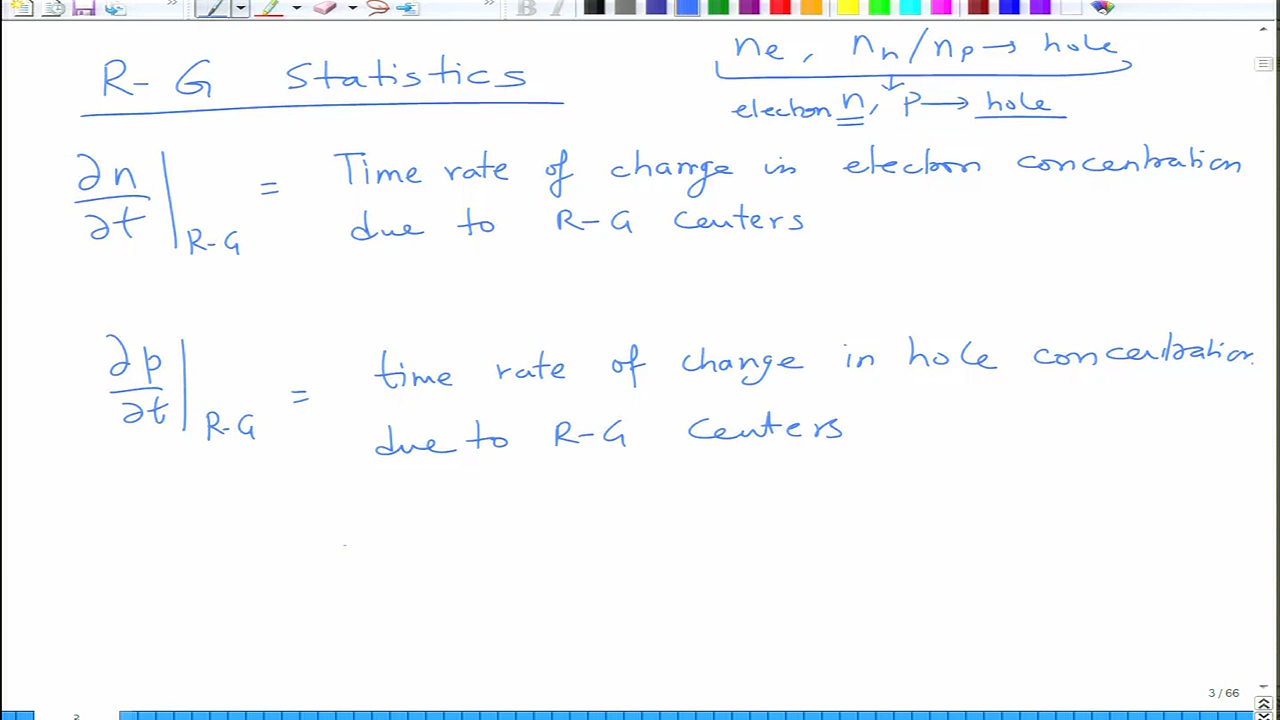 R-G Statistics
ne, nh/np → hole
electron n, p → hole
∂n/∂t |R-G = Time rate of change in electron concentration
due to R-G centers
∂p/∂t |R-G = time rate of change in hole concentration
due to R-G centers
3 / 66